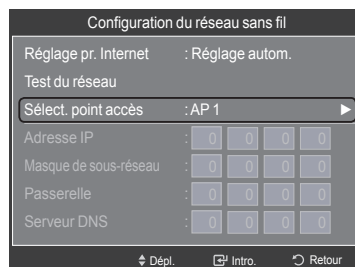 Configuration du réseau sans fil
Réglage pr. Internet : Réglage autom.
Test du réseau
Sélect. point accès : AP 1
Adresse IP : 0 0 0 0
Masque de sous-réseau : 0 0 0 0
Passerelle : 0 0 0 0
Serveur DNS : 0 0 0 0
Dépl. Intro. Retour